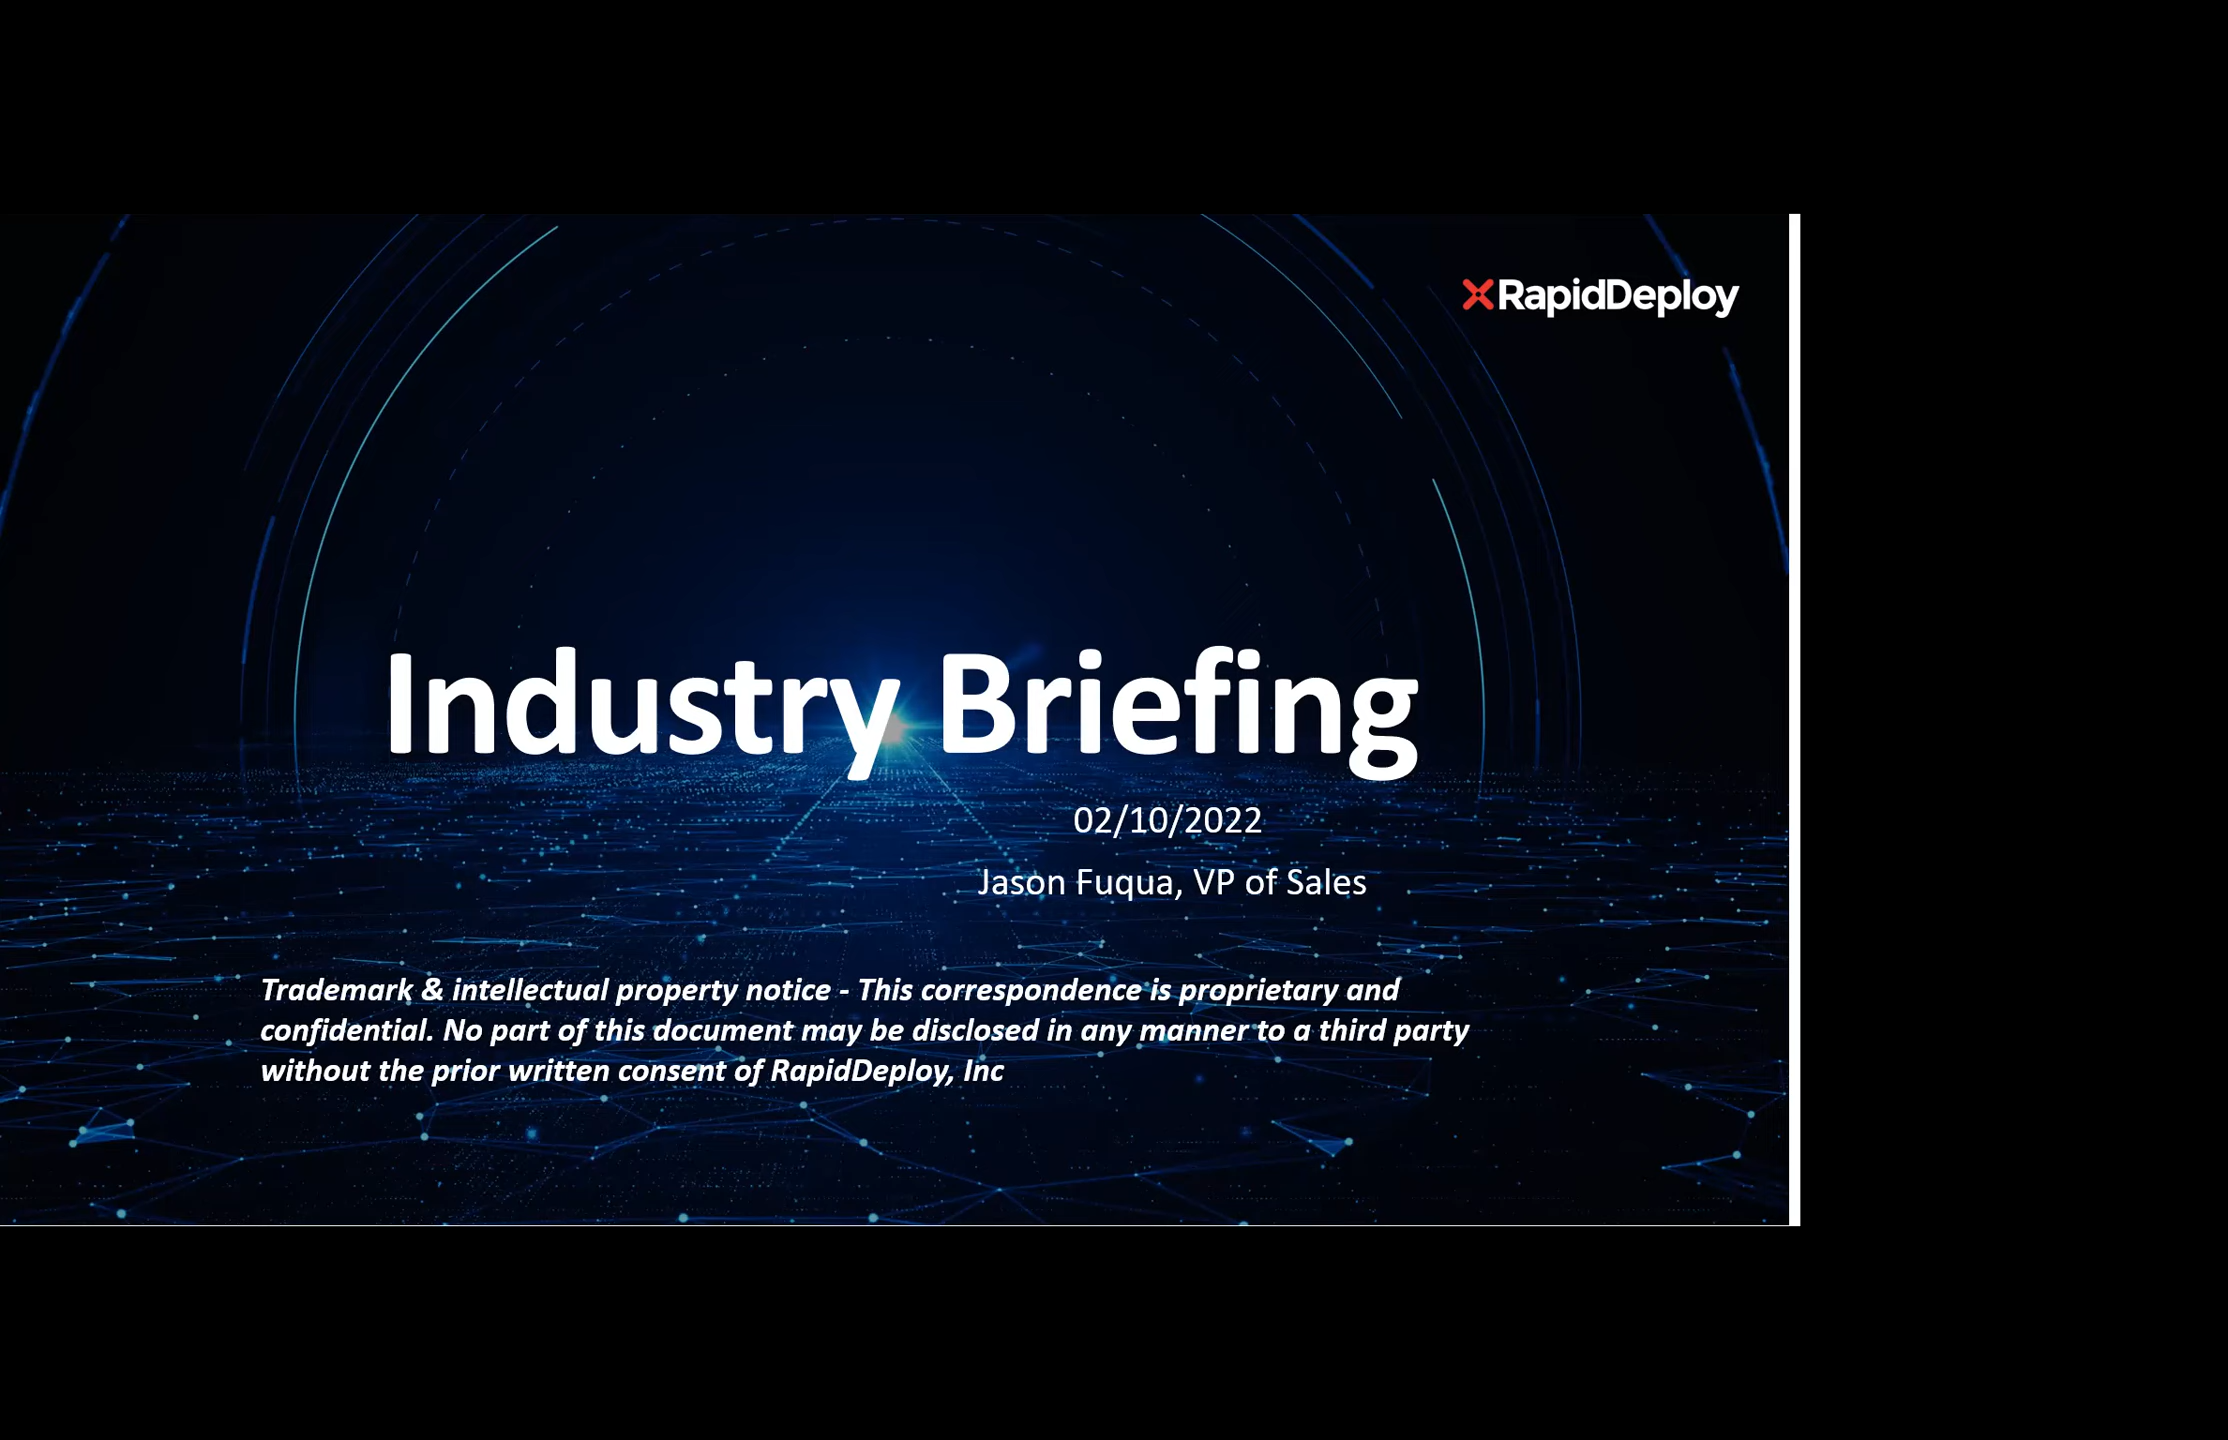 RapidDeploy
Industry Briefing
02/10/2022
Jason Fuqua, VP of Sales
Trademark & intellectual property notice - This correspondence is proprietary and
confidential. No part of this document may be disclosed in any manner to a third party
without the prior written consent of RapidDeploy, Inc